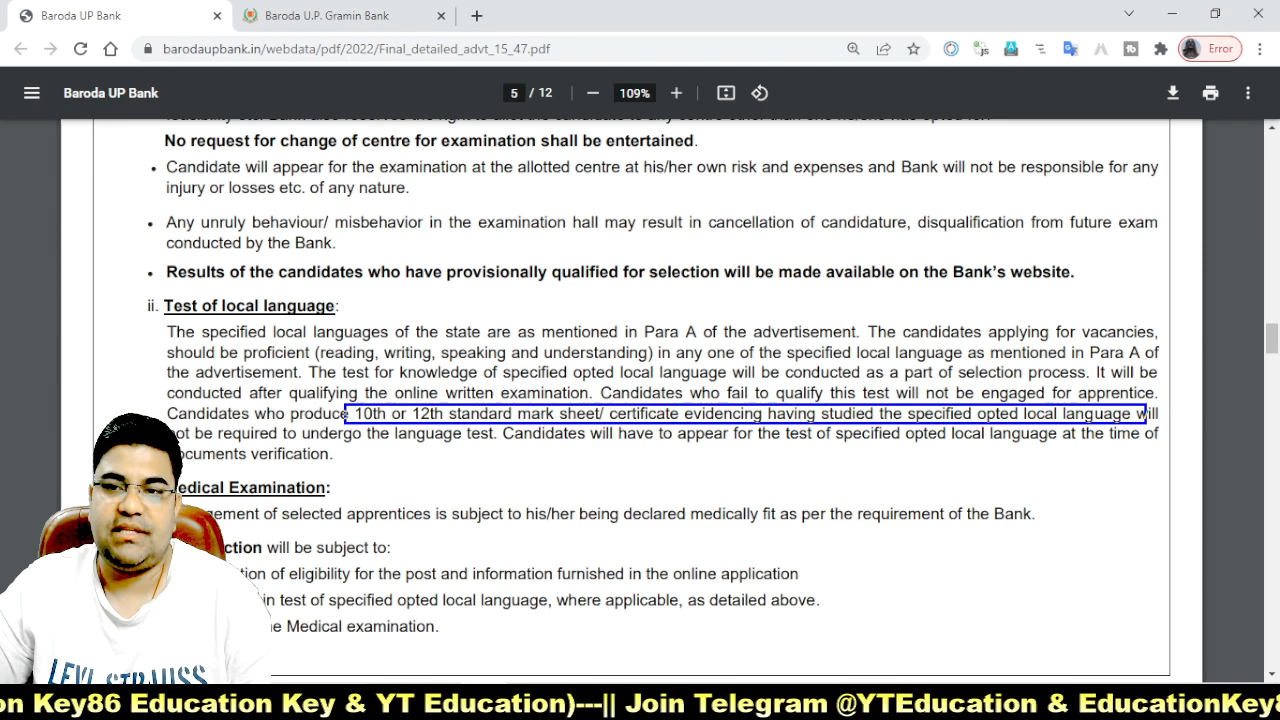 Baroda UP Bank
Baroda U.P. Gramin Bank
barodaupbank.in/webdata/pdf/2022/Final_detailed_advt_15_47.pdf
Error
Baroda UP Bank
5 / 12
109%
No request for change of centre for examination shall be entertained.
• Candidate will appear for the examination at the allotted centre at his/her own risk and expenses and Bank will not be responsible for any
injury or losses etc. of any nature.
• Any unruly behaviour/ misbehavior in the examination hall may result in cancellation of candidature, disqualification from future exam
conducted by the Bank.
• Results of the candidates who have provisionally qualified for selection will be made available on the Bank's website.
ii. Test of local language:
The specified local languages of the state are as mentioned in Para A of the advertisement. The candidates applying for vacancies,
should be proficient (reading, writing, speaking and understanding) in any one of the specified local language as mentioned in Para A of
the advertisement. The test for knowledge of specified opted local language will be conducted as a part of selection process. It will be
conducted after qualifying the online written examination. Candidates who fail to qualify this test will not be engaged for apprentice.
Candidates who produce 10th or 12th standard mark sheet/ certificate evidencing having studied the specified opted local language will
not be required to undergo the language test. Candidates will have to appear for the test of specified opted local language at the time of
documents verification.
Medical Examination:
of selected apprentices is subject to his/her being declared medically fit as per the requirement of the Bank.
will be subject to:
of eligibility for the post and information furnished in the online application
in test of specified opted local language, where applicable, as detailed above.
Medical examination.
LEVI STRAUSS
on Key86 Education Key & YT Education)---|| Join Telegram @YTEducation & EducationKey8